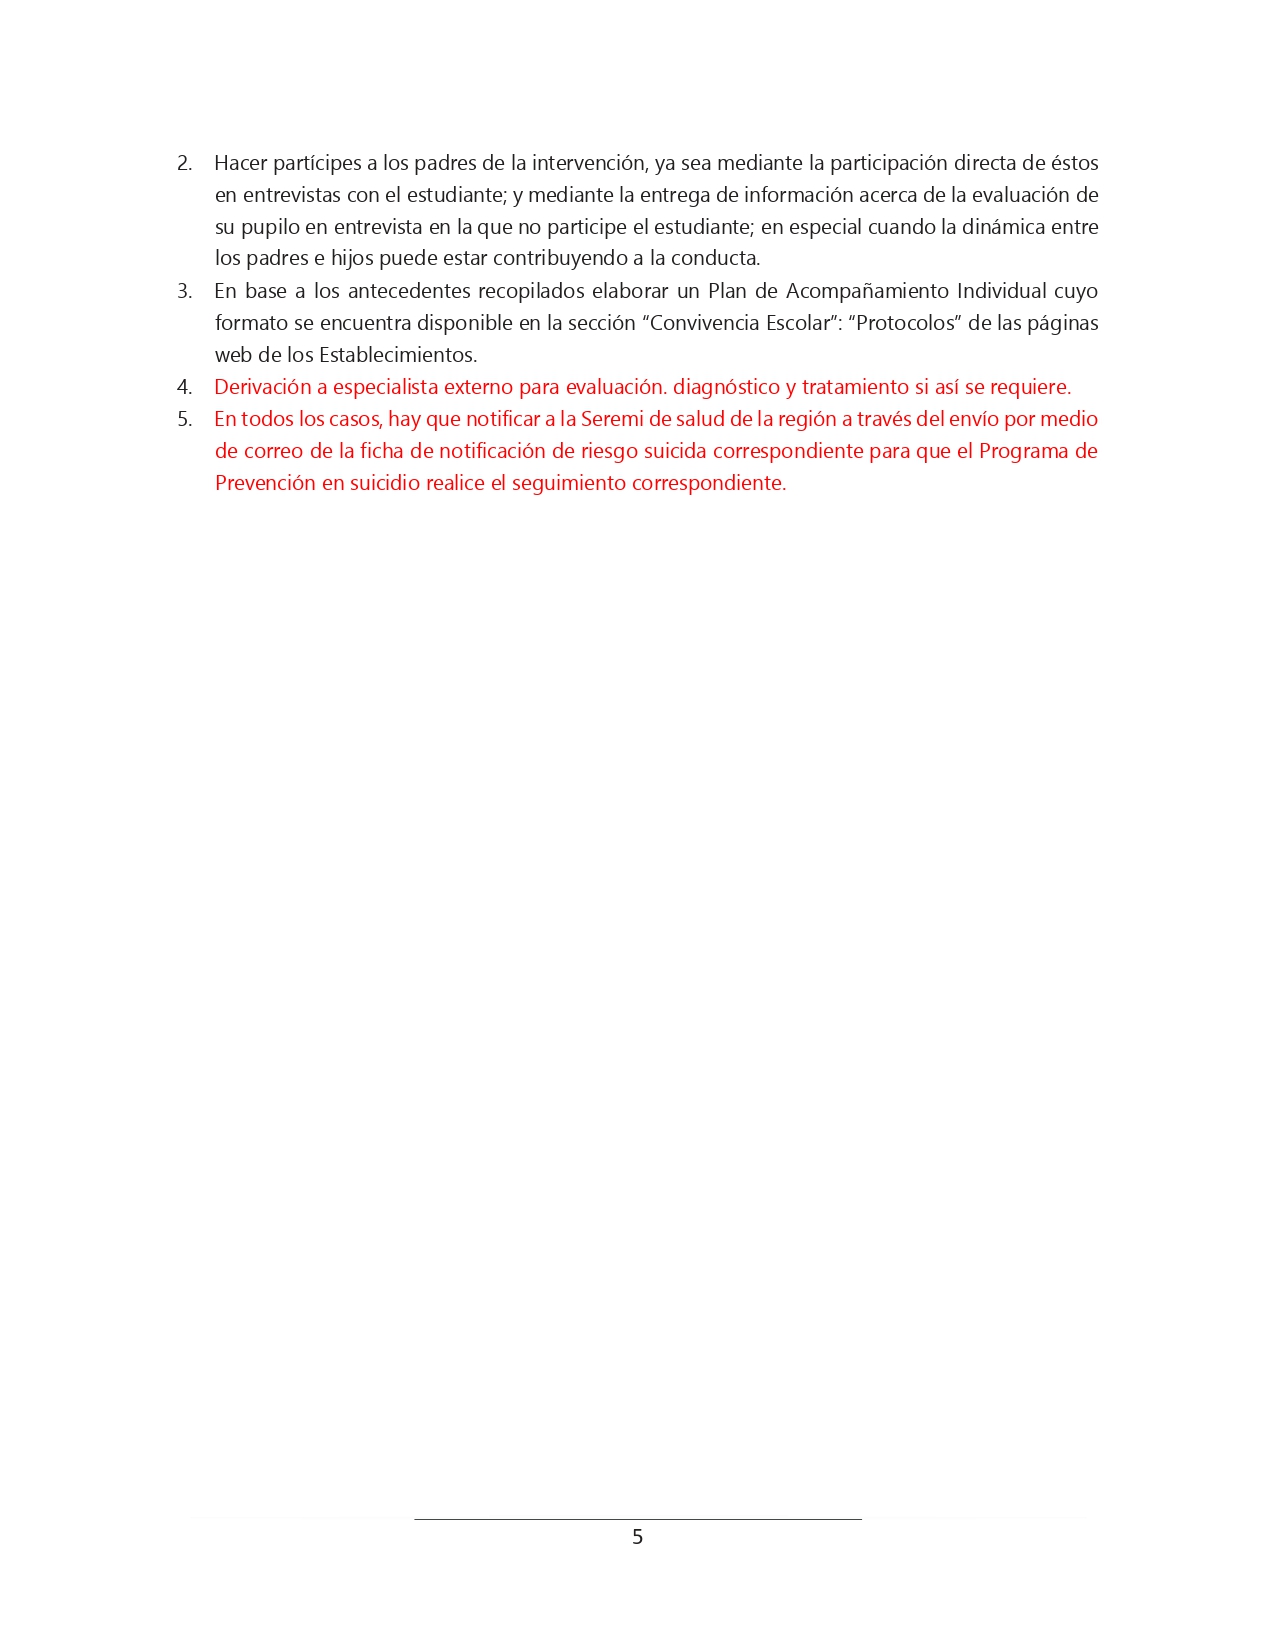 2. Hacer partícipes a los padres de la intervención, ya sea mediante la participación directa de éstos
en entrevistas con el estudiante; y mediante la entrega de información acerca de la evaluación de
su pupilo en entrevista en la que no participe el estudiante; en especial cuando la dinámica entre
los padres e hijos puede estar contribuyendo a la conducta.
3. En base a los antecedentes recopilados elaborar un Plan de Acompañamiento Individual cuyo
formato se encuentra disponible en la sección “Convivencia Escolar”: “Protocolos” de las páginas
web de los Establecimientos.
4. Derivación a especialista externo para evaluación. diagnóstico y tratamiento si así se requiere.
5. En todos los casos, hay que notificar a la Seremi de salud de la región a través del envío por medio
de correo de la ficha de notificación de riesgo suicida correspondiente para que el Programa de
Prevención en suicidio realice el seguimiento correspondiente.
5